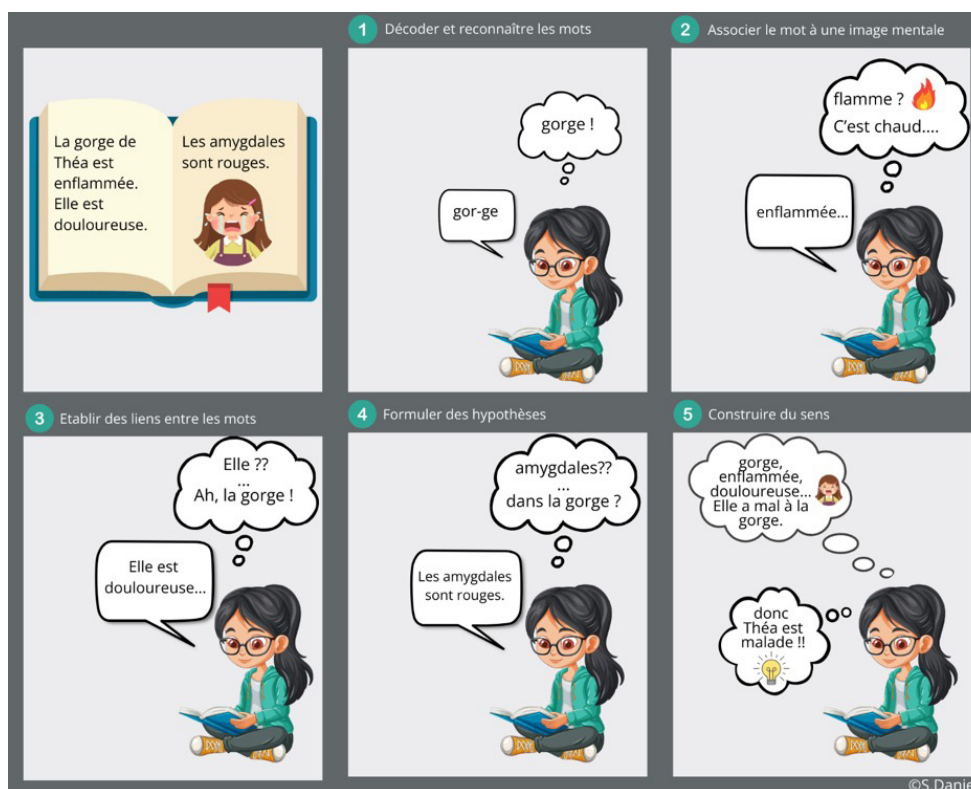 La gorge de
Théa est
enflammée.
Elle est
douloureuse.
Les amygdales
sont rouges.
1 Décoder et reconnaître les mots
gorge !
gor-ge
2 Associer le mot à une image mentale
flamme ?
C'est chaud....
enflammée...
3 Etablir des liens entre les mots
Elle ??
...
Ah, la gorge !
Elle est
douloureuse...
4 Formuler des hypothèses
amygdales??
...
dans la gorge ?
Les amygdales
sont rouges.
5 Construire du sens
gorge,
enflammée,
douloureuse...
Elle a mal à la
gorge.
donc
Théa est
malade !!
©S.Danie